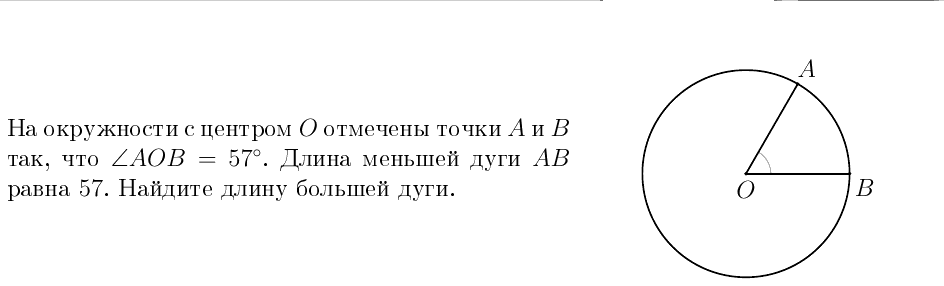 На окружности с центром O отмечены точки A и B
так, что ∠AOB = 57°. Длина меньшей дуги AB
равна 57. Найдите длину большей дуги.
A
O
B